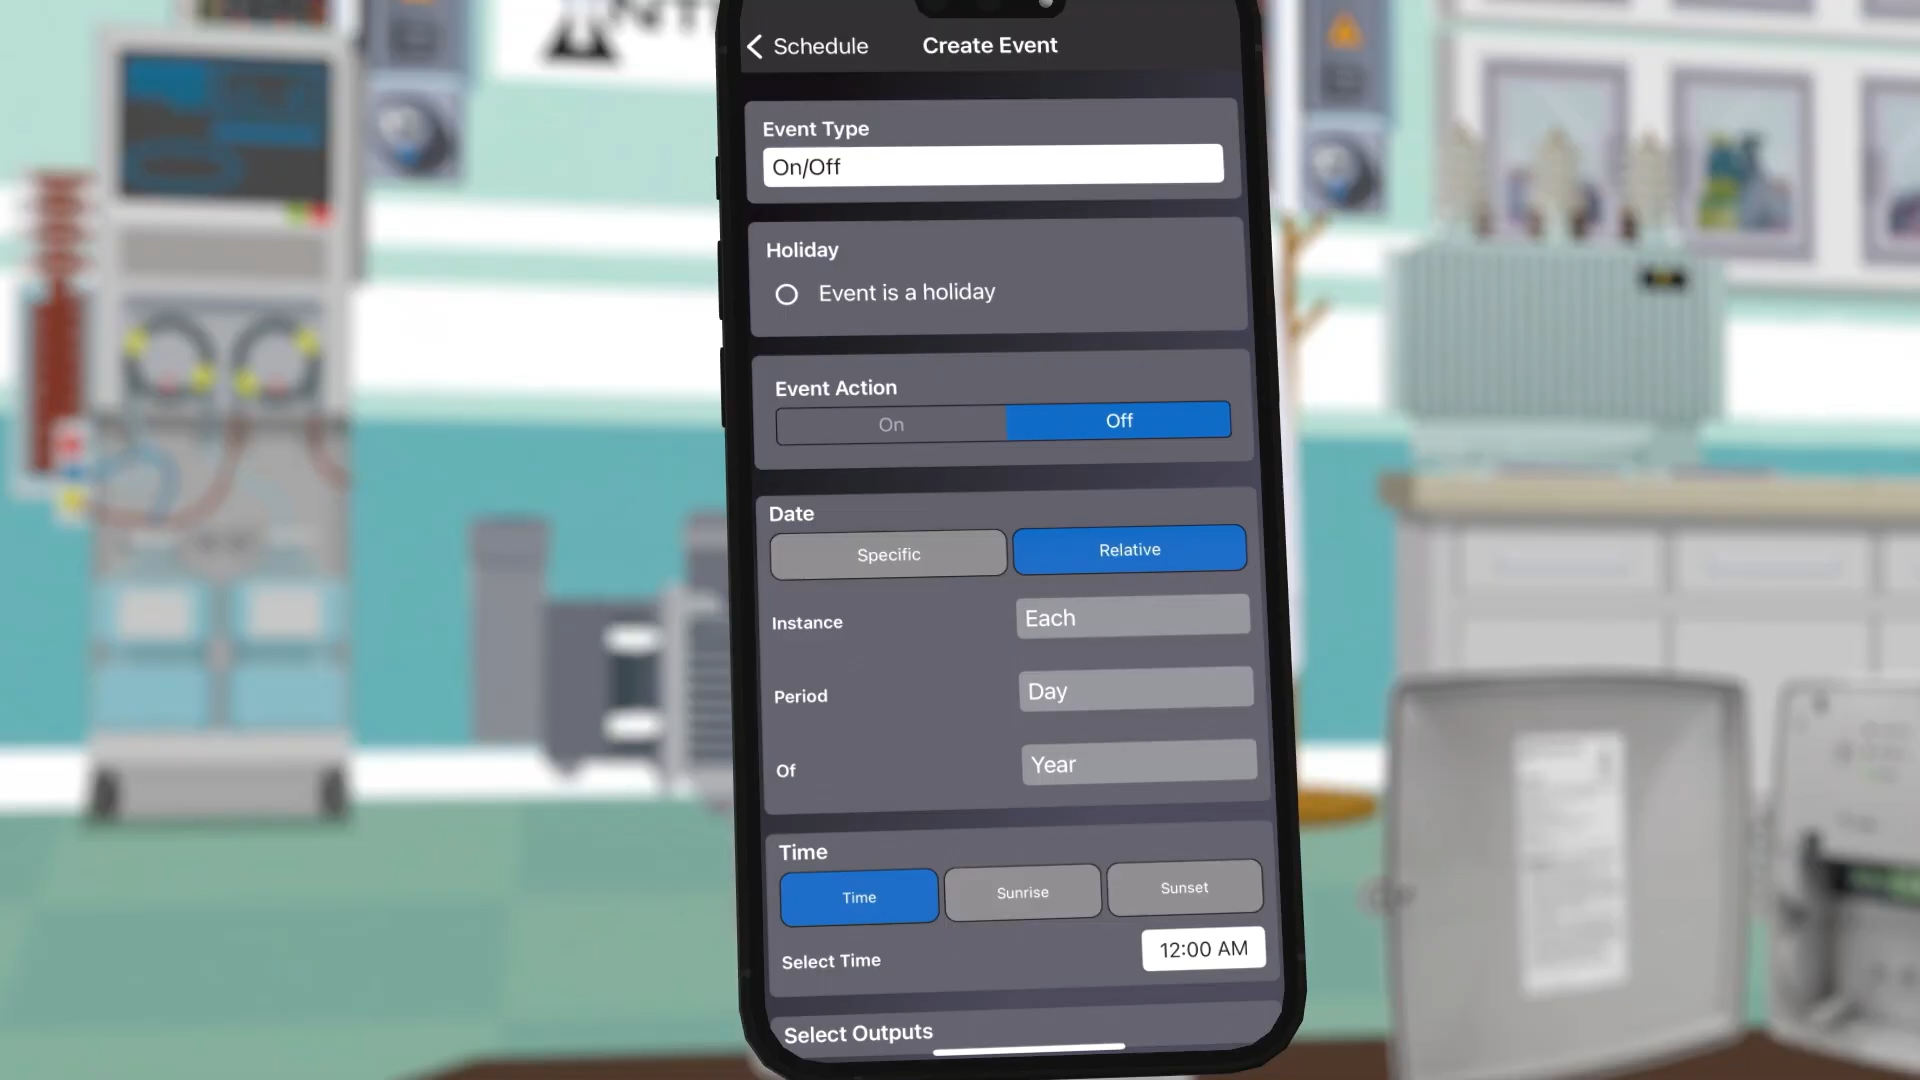 Schedule
Create Event
Event Type
On/Off
Holiday
Event is a holiday
Event Action
On
Off
Date
Specific
Relative
Instance
Each
Period
Day
Of
Year
Time
Time
Sunrise
Sunset
Select Time
12:00 AM
Select Outputs